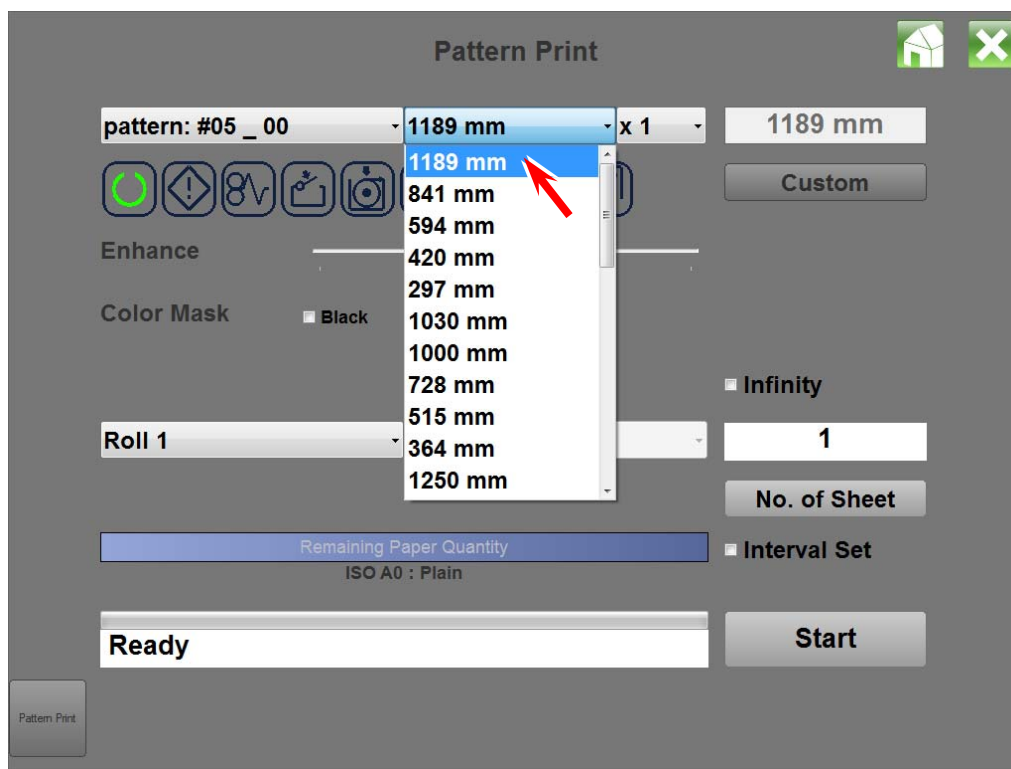 Pattern Print
pattern: #05 _ 00
1189 mm
x 1
1189 mm
1189 mm
841 mm
594 mm
420 mm
297 mm
1030 mm
1000 mm
728 mm
515 mm
364 mm
1250 mm
Custom
Enhance
Color Mask
Black
Infinity
Roll 1
1
No. of Sheet
Remaining Paper Quantity
Interval Set
ISO A0 : Plain
Ready
Start
Pattern Print